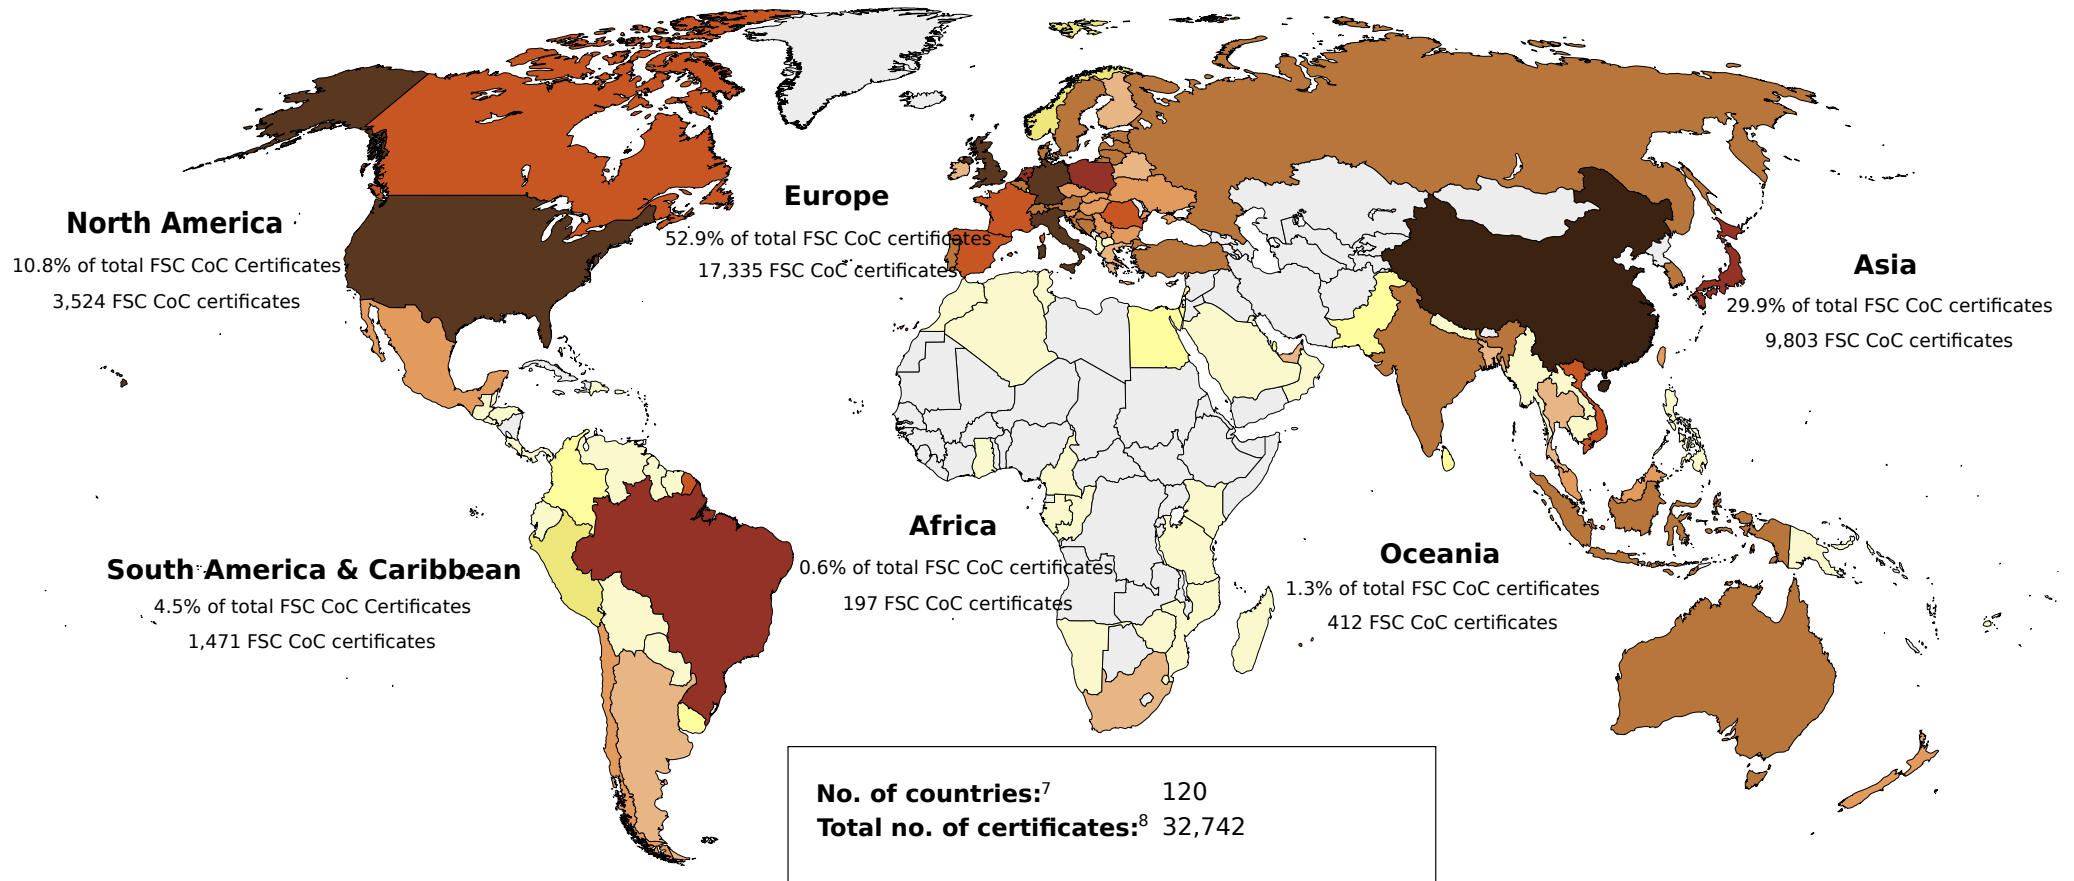 North America
10.8% of total FSC CoC Certificates
3,524 FSC CoC certificates
Europe
52.9% of total FSC CoC certificates
17,335 FSC CoC certificates
Asia
29.9% of total FSC CoC certificates
9,803 FSC CoC certificates
South America & Caribbean
4.5% of total FSC CoC Certificates
1,471 FSC CoC certificates
Africa
0.6% of total FSC CoC certificates
197 FSC CoC certificates
Oceania
1.3% of total FSC CoC certificates
412 FSC CoC certificates
No. of countries:⁷ 120
Total no. of certificates:⁸ 32,742